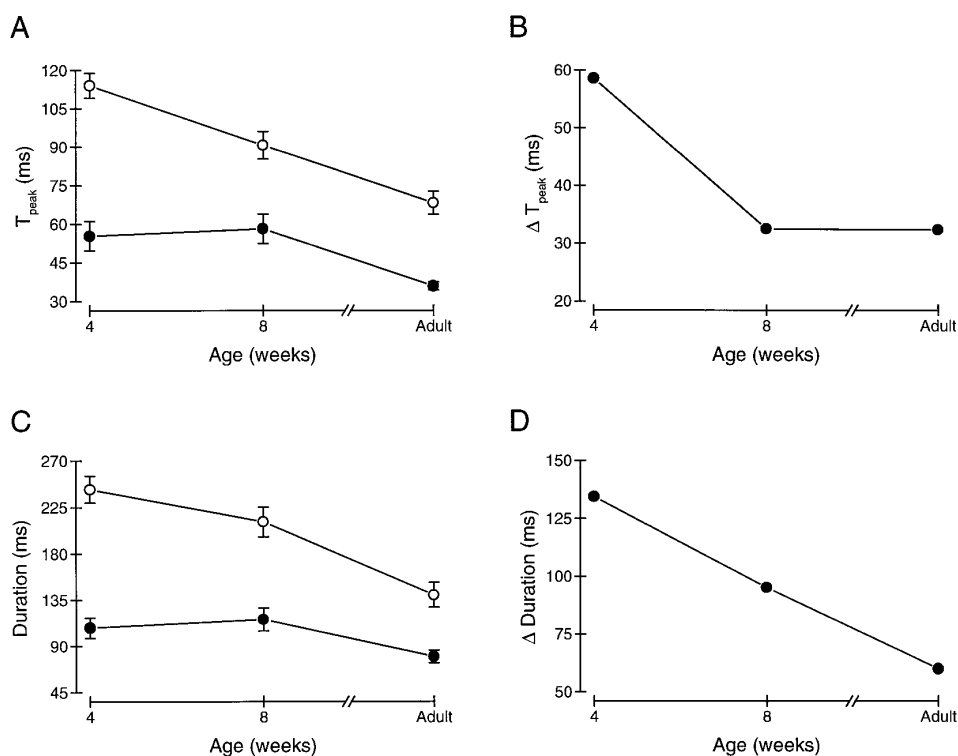 A
120
105
90
75
60
45
30
T peak (ms)
4
8
Adult
Age (weeks)
B
60
50
40
30
20
Δ T peak (ms)
4
8
Adult
Age (weeks)
C
270
225
180
135
90
45
Duration (ms)
4
8
Adult
Age (weeks)
D
150
125
100
75
50
Δ Duration (ms)
4
8
Adult
Age (weeks)